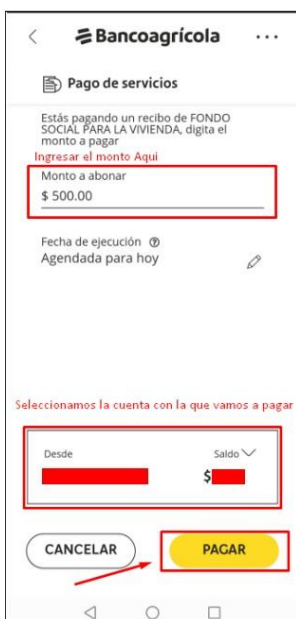 Bancoagrícola
Pago de servicios
Estás pagando un recibo de FONDO
SOCIAL PARA LA VIVIENDA, digita el
monto a pagar
Ingresar el monto Aqui
Monto a abonar
$ 500.00
Fecha de ejecución
Agendada para hoy
Seleccionamos la cuenta con la que vamos a pagar
Desde Saldo
$
CANCELAR PAGAR